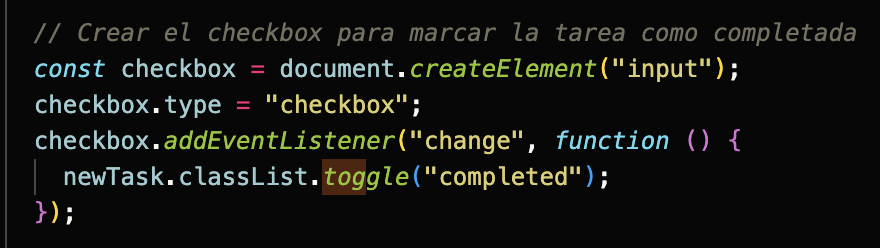 // Crear el checkbox para marcar la tarea como completada
const checkbox = document.createElement("input");
checkbox.type = "checkbox";
checkbox.addEventListener("change", function () {
  newTask.classList.toggle("completed");
});